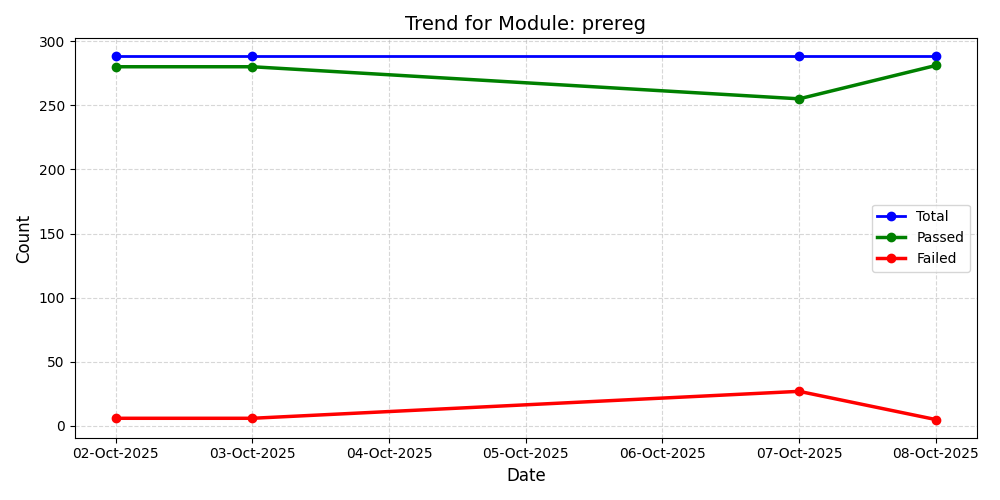 Trend for Module: prereg
300
250
200
150
100
50
0
Count
Total
Passed
Failed
02-Oct-2025 03-Oct-2025 04-Oct-2025 05-Oct-2025 06-Oct-2025 07-Oct-2025 08-Oct-2025
Date